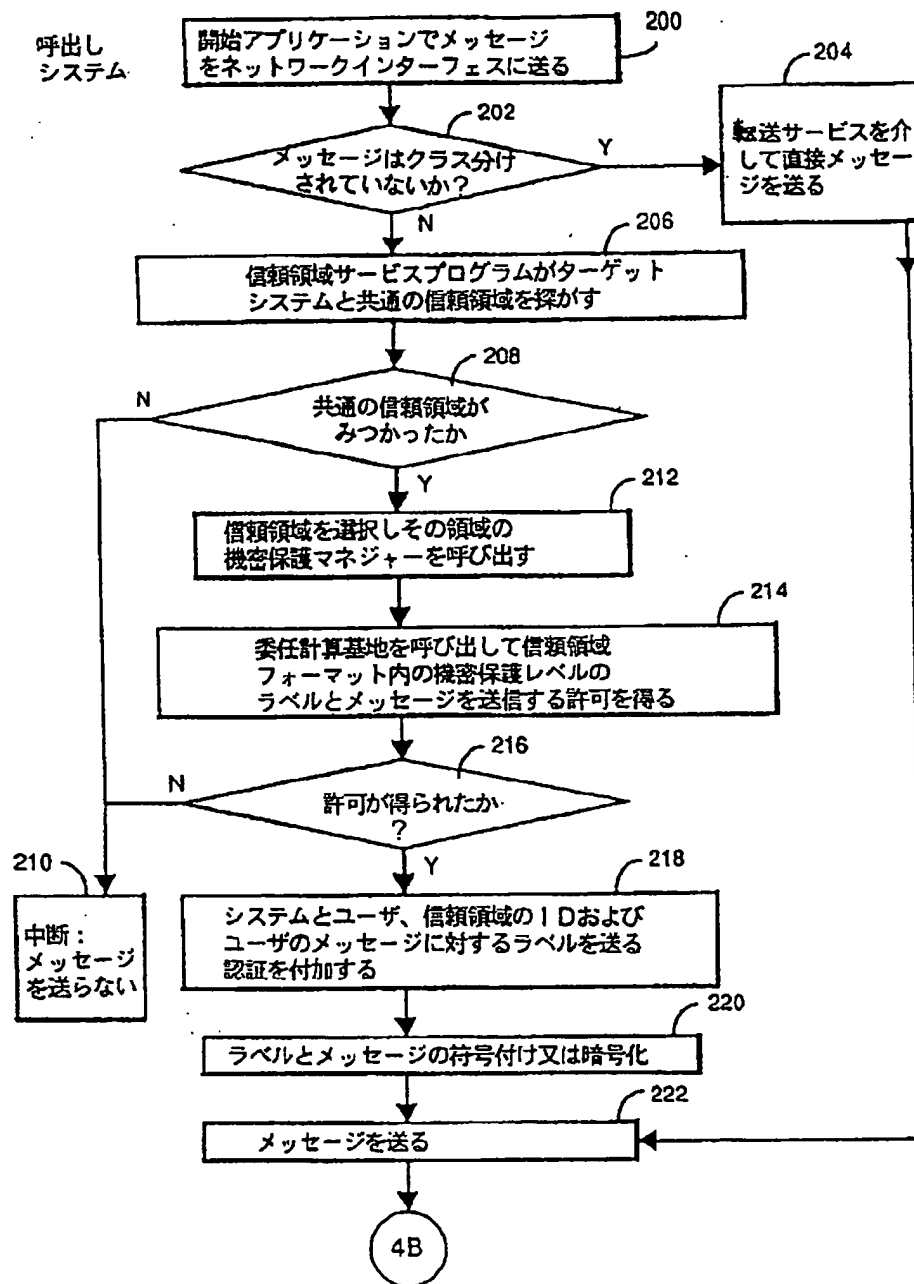 呼出し
システム
200
開始アプリケーションでメッセージ
をネットワークインターフェスに送る
202
メッセージはクラス分け
されていないか?
Y
N
204
転送サービスを介
して直接メッセー
ジを送る
206
信頼領域サービスプログラムがターゲット
システムと共通の信頼領域を探がす
208
共通の信頼領域が
みつかったか
N
Y
212
信頼領域を選択しその領域の
機密保護マネジャーを呼び出す
214
委任計算基地を呼び出して信頼領域
フォーマット内の機密保護レベルの
ラベルとメッセージを送信する許可を得る
216
許可が得られたか
?
N
Y
210
中断:
メッセージ
を送らない
218
システムとユーザ、信頼領域のIDおよび
ユーザのメッセージに対するラベルを送る
認証を付加する
220
ラベルとメッセージの符号付け又は暗号化
222
メッセージを送る
4B